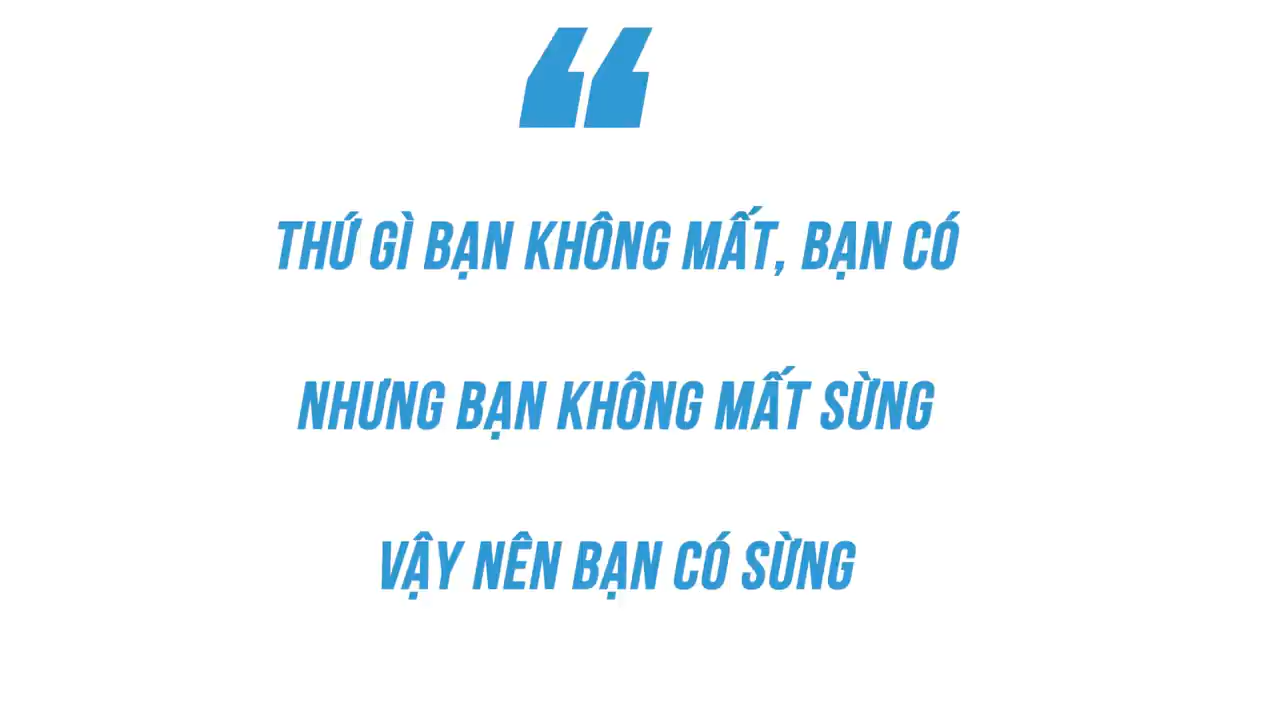 “
THỨ GÌ BẠN KHÔNG MẤT, BẠN CÓ
NHƯNG BẠN KHÔNG MẤT SỪNG
VẬY NÊN BẠN CÓ SỪNG